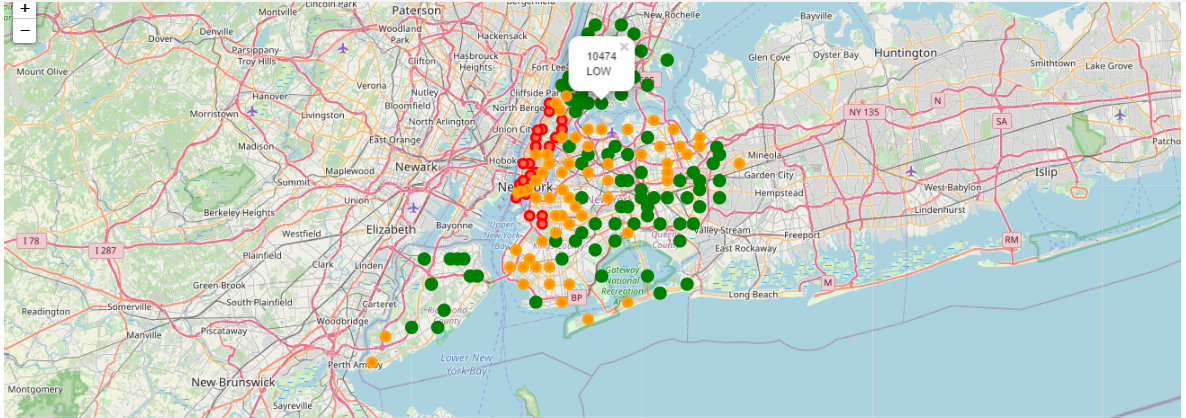 +
−
Lincoln Park
Montville
Paterson
Bergenfield
New Rochelle
Bayville
Dover
Denville
Woodland
Park
Hackensack
Parsippany-
Troy Hills
Clifton
Hasbrouck
Heights
Fort Lee
10474
LOW
×
Glen Cove
Oyster Bay
Huntington
Smithtown
Lake Grove
Mount Olive
Hanover
Nutley
Bloomfield
Cliffside Park
North Bergen
Morristown
Livingston
Verona
North Arlington
Union City
N
NY 135
SA
East Orange
Madison
Maplewood
Newark
Hoboken
Mineola
Garden City
Islip
Summit
New York
Hempstead
West Babylon
Union
Berkeley Heights
Elizabeth
Bayonne
Upper
New York
Bay
Kings County
Queens
County
Valley Stream
Freeport
Lindenhurst
I 78
I 287
Westfield
East Rockaway
RM
Plainfield
Clark
Linden
Gateway
National
Recreation
Area
M
Green Brook
South Plainfield
Carteret
BP
Long Beach
Somerville
Readington
Woodbridge
Richmond
County
Piscataway
Manville
Perth Amboy
Lower New
York Bay
Montgomery
New Brunswick
Sayreville